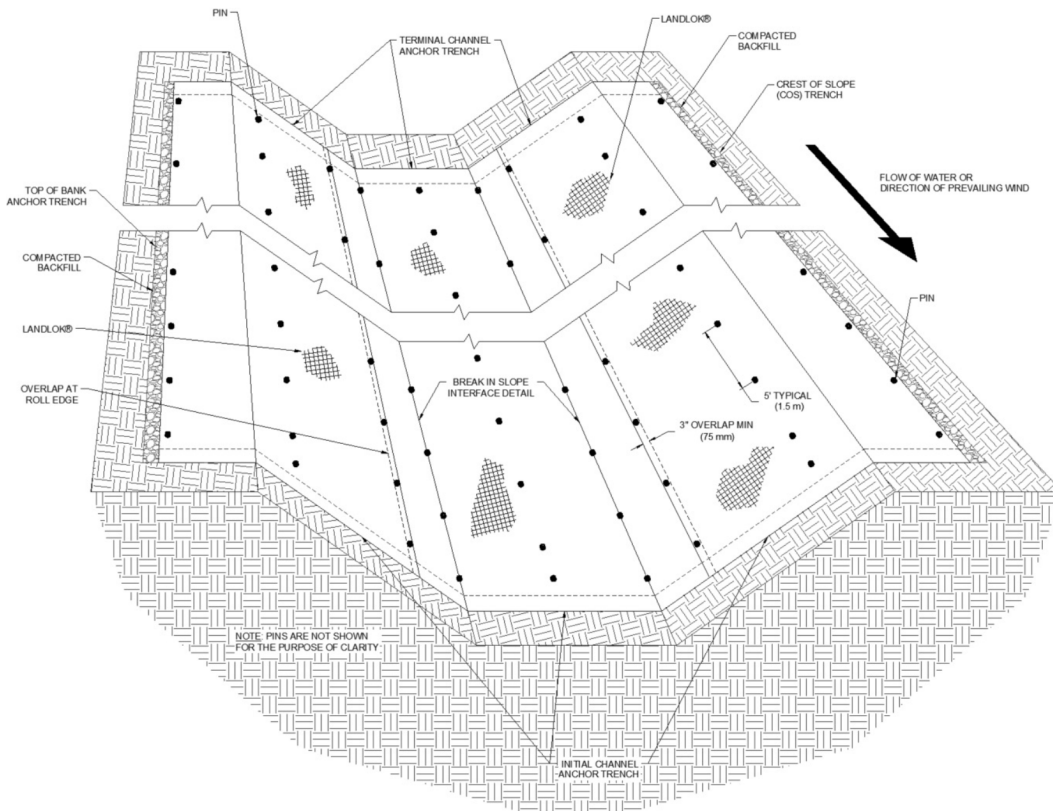 PIN
TERMINAL CHANNEL
ANCHOR TRENCH
LANDLOK®
COMPACTED
BACKFILL
CREST OF SLOPE
(COS) TRENCH
FLOW OF WATER OR
DIRECTION OF PREVAILING WIND
TOP OF BANK
ANCHOR TRENCH
COMPACTED
BACKFILL
LANDLOK®
OVERLAP AT
ROLL EDGE
BREAK IN SLOPE
INTERFACE DETAIL
PIN
5' TYPICAL
(1.5 m)
3" OVERLAP MIN
(75 mm)
NOTE: PINS ARE NOT SHOWN
FOR THE PURPOSE OF CLARITY
INITIAL CHANNEL
ANCHOR TRENCH